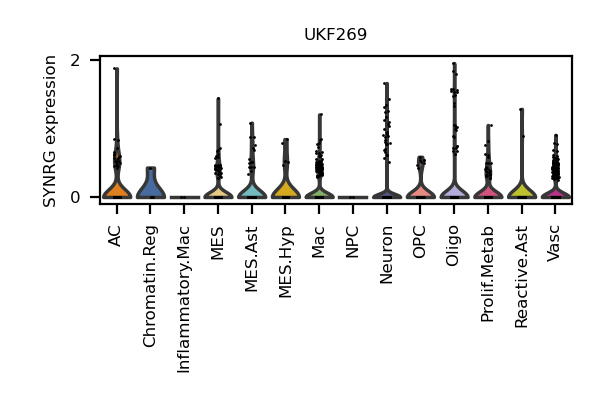 UKF269
SYNRG expression
2
0
AC
Chromatin.Reg
Inflammatory.Mac
MES
MES.Ast
MES.Hyp
Mac
NPC
Neuron
OPC
Oligo
Prolif.Metab
Reactive.Ast
Vasc